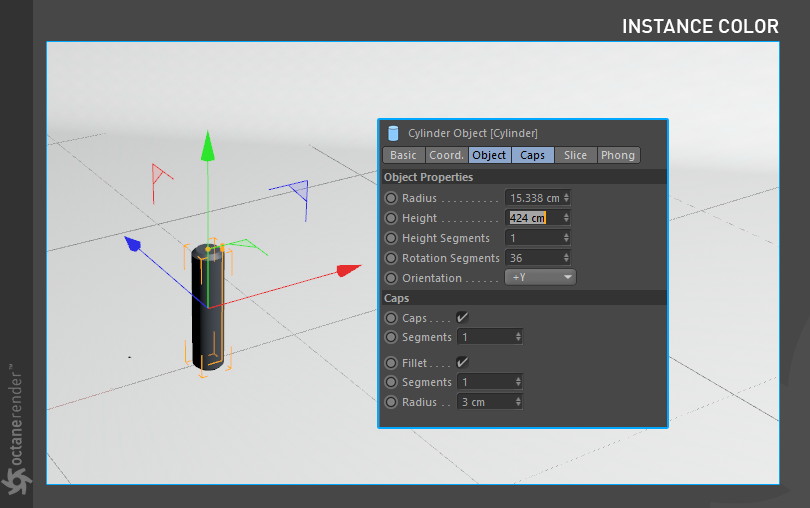 INSTANCE COLOR
Cylinder Object [Cylinder]
Basic Coord. Object Caps Slice Phong
Object Properties
Radius . . . . . . . . . . 15.338 cm
Height . . . . . . . . . . 424 cm
Height Segments 1
Rotation Segments 36
Orientation . . . . . . +Y
Caps
Caps . . . .
Segments 1
Fillet . . . .
Segments 1
Radius . . 3 cm
octanerender™